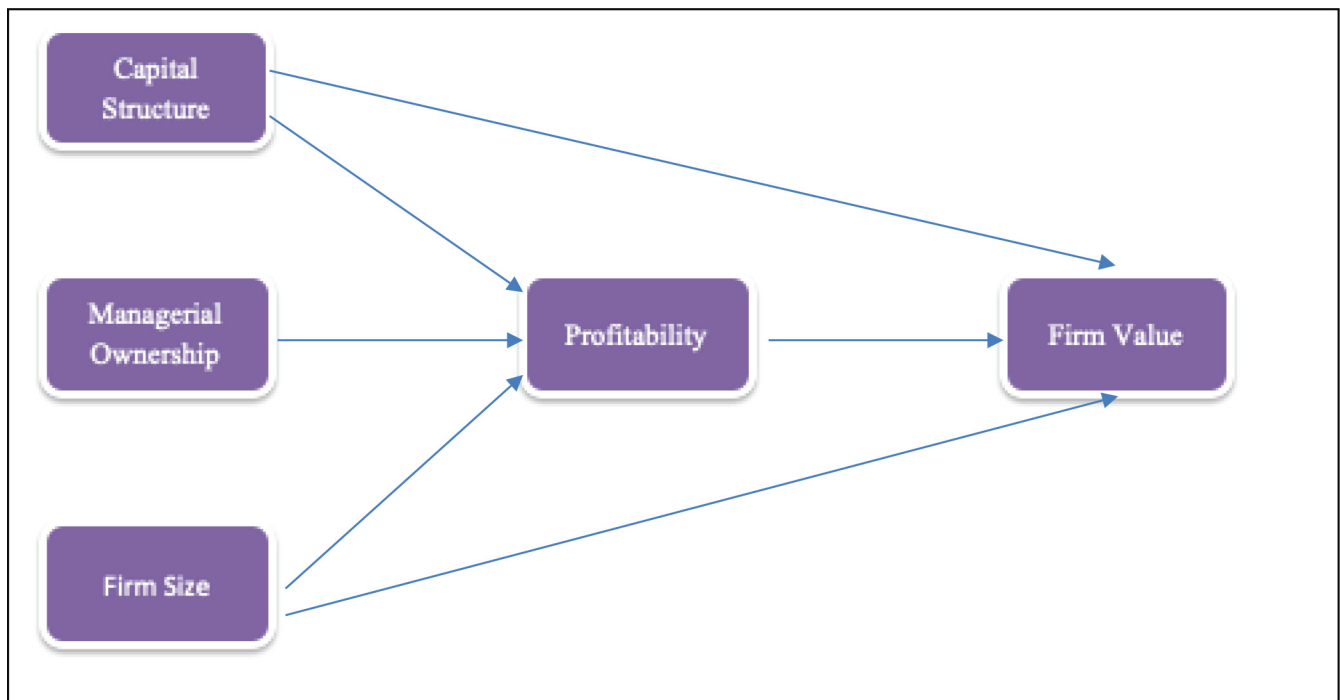 Capital
Structure
Managerial
Ownership
Profitability
Firm Value
Firm Size